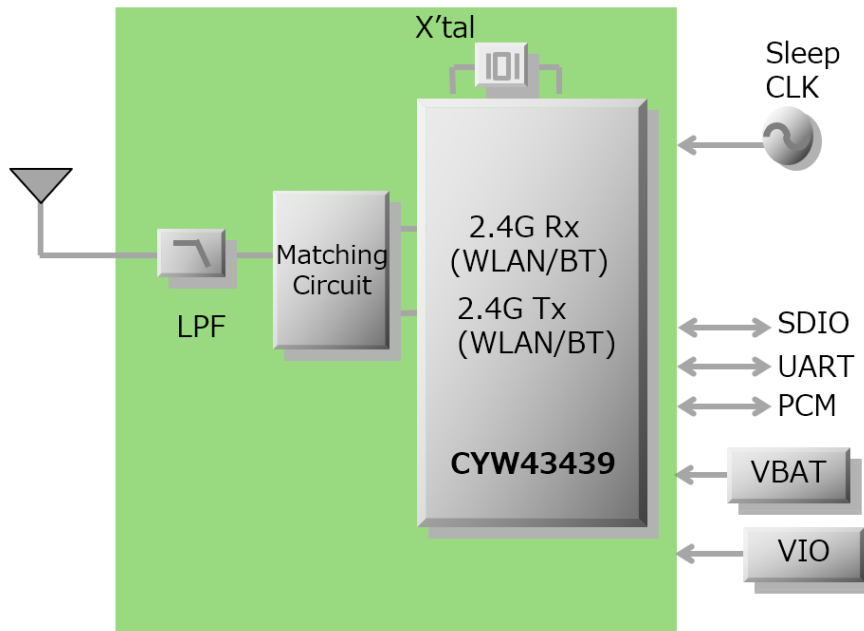 X'tal
Sleep
CLK
2.4G Rx
(WLAN/BT)
Matching
Circuit
2.4G Tx
(WLAN/BT)
LPF
SDIO
UART
PCM
CYW43439
VBAT
VIO